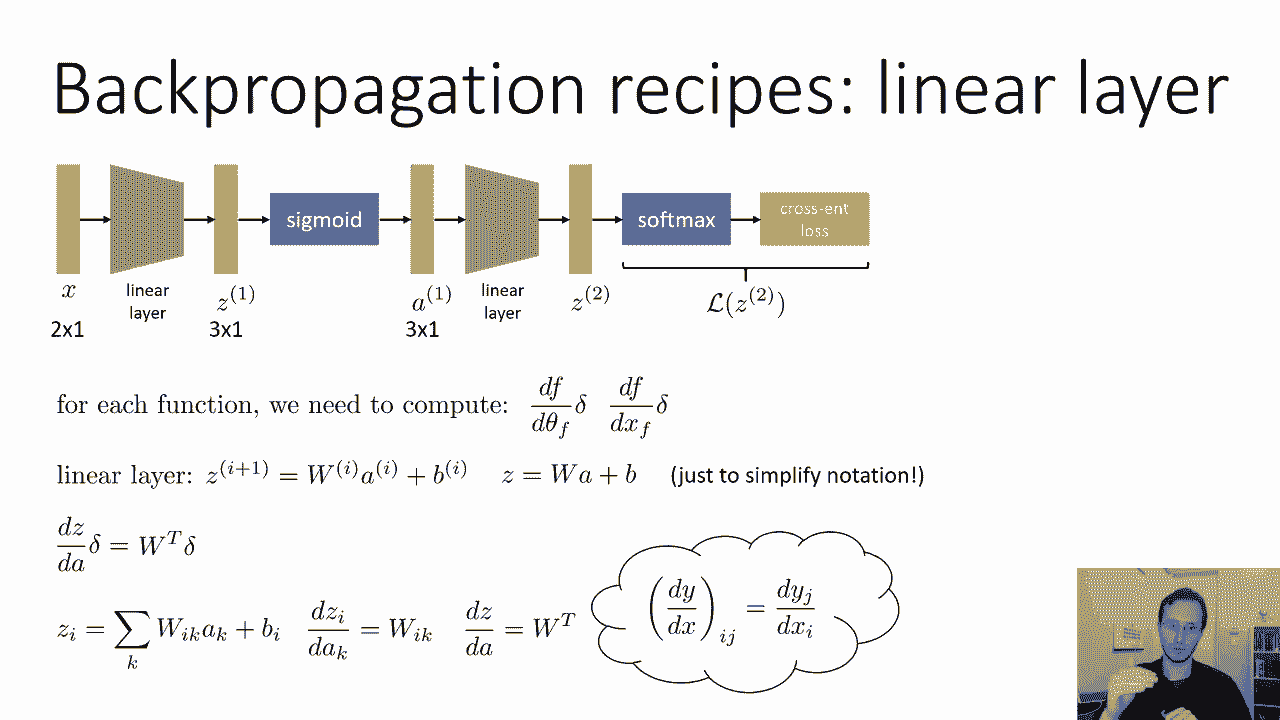 Backpropagation recipes: linear layer
sigmoid
softmax
cross-ent
loss
x
linear
layer
z^{(1)}
a^{(1)}
linear
layer
z^{(2)}
\mathcal{L}(z^{(2)})
2x1
3x1
3x1
for each function, we need to compute: \frac{df}{d\theta_f}\delta \frac{df}{dx_f}\delta
linear layer: z^{(i+1)} = W^{(i)}a^{(i)} + b^{(i)} z = Wa + b (just to simplify notation!)
\frac{dz}{da}\delta = W^T\delta
z_i = \sum_k W_{ik}a_k + b_i \frac{dz_i}{da_k} = W_{ik} \frac{dz}{da} = W^T
\left(\frac{dy}{dx}\right)_{ij} = \frac{dy_j}{dx_i}